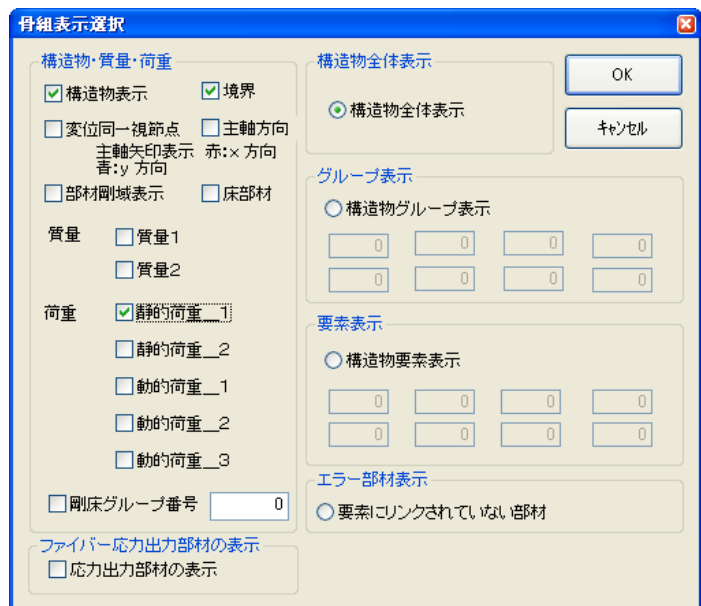 骨組表示選択
構造物・質量・荷重
構造物表示
境界
変位同一視節点
主軸方向
主軸矢印表示 赤:x 方向
青:y 方向
部材剛域表示
床部材
質量
質量1
質量2
荷重
静的荷重__1
静的荷重__2
動的荷重__1
動的荷重__2
動的荷重__3
剛床グループ番号
0
ファイバー応力出力部材の表示
応力出力部材の表示
構造物全体表示
構造物全体表示
OK
キャンセル
グループ表示
構造物グループ表示
0 0 0 0
0 0 0 0
要素表示
構造物要素表示
0 0 0 0
0 0 0 0
エラー部材表示
要素にリンクされていない部材